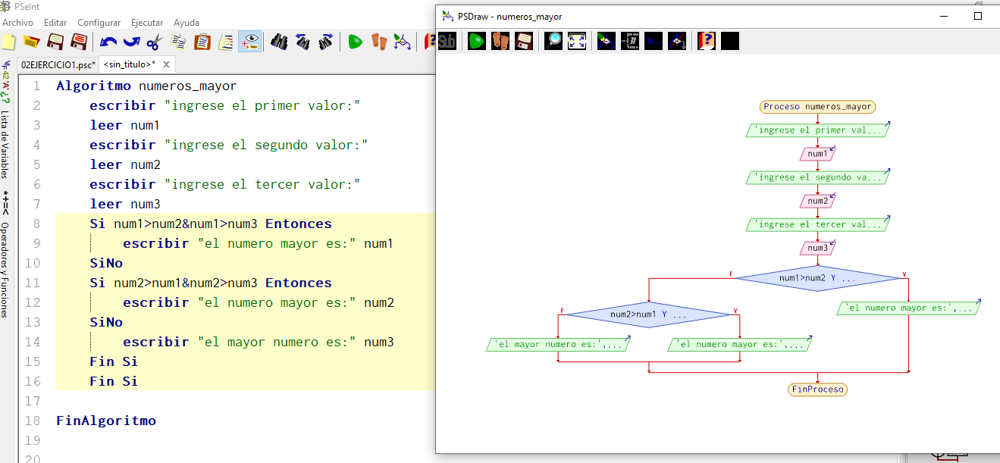 PSeInt
Archivo Editar Configurar Ejecutar Ayuda
02EJERCICIO1.psc* <sin_titulo>*
Lista de Variables
*+=<
Operadores y Funciones
1 Algoritmo numeros_mayor
2 escribir "ingrese el primer valor:"
3 leer num1
4 escribir "ingrese el segundo valor:"
5 leer num2
6 escribir "ingrese el tercer valor:"
7 leer num3
8 Si num1>num2&num1>num3 Entonces
9 escribir "el numero mayor es:" num1
10 SiNo
11 Si num2>num1&num2>num3 Entonces
12 escribir "el numero mayor es:" num2
13 SiNo
14 escribir "el mayor numero es:" num3
15 Fin Si
16 Fin Si
17
18 FinAlgoritmo
19
20
PSDraw - numeros_mayor
Sub
Proceso numeros_mayor
'ingrese el primer val...
num1
'ingrese el segundo va...
num2
'ingrese el tercer val...
num3
F num1>num2 Y ... V
F num2>num1 Y ... V
'el numero mayor es:',...
'el mayor numero es:',...
'el numero mayor es:',...
FinProceso